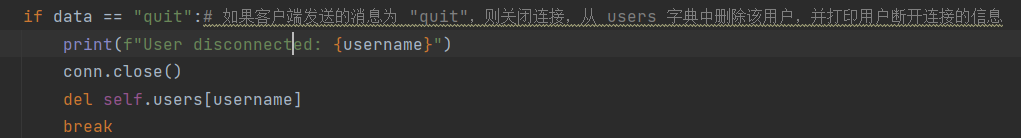 if data == "quit":# 如果客户端发送的消息为 "quit"，则关闭连接，从 users 字典中删除该用户，并打印用户断开连接的信息
    print(f"User disconnected: {username}")
    conn.close()
    del self.users[username]
    break